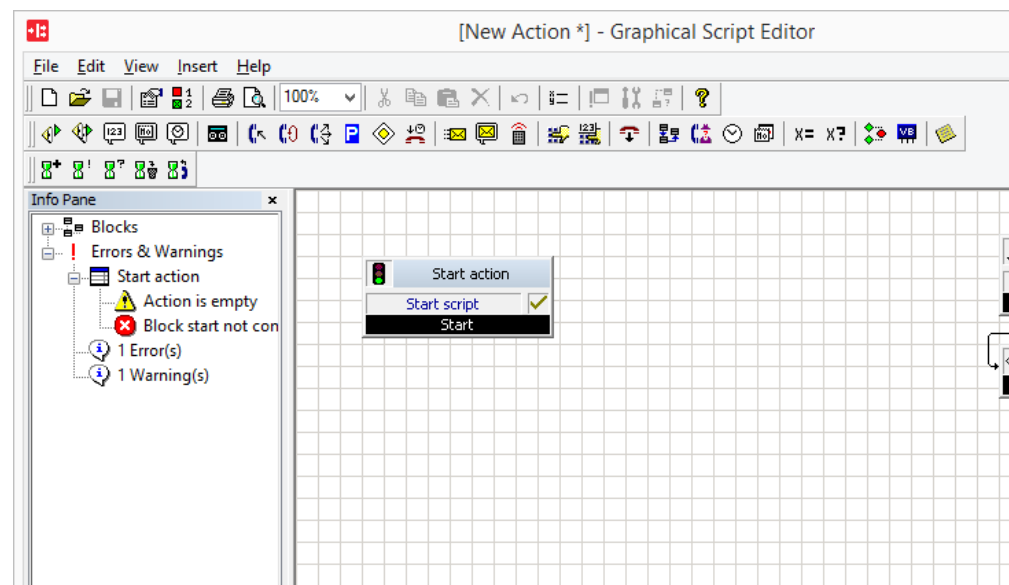 [New Action *] - Graphical Script Editor
File Edit View Insert Help
100%
Info Pane
Blocks
Errors & Warnings
Start action
Action is empty
Block start not con
1 Error(s)
1 Warning(s)
Start action
Start script
Start